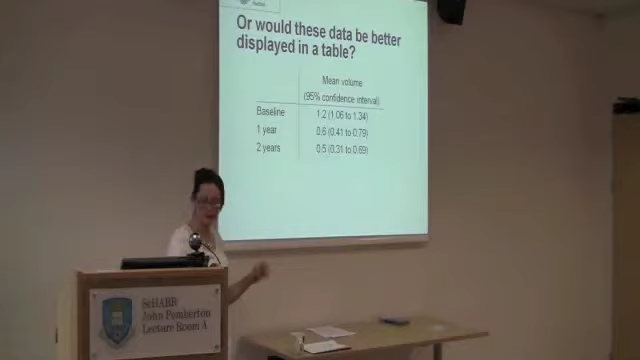 Or would these data be better
displayed in a table?
Mean volume
(95% confidence interval)
Baseline 1.2 (1.06 to 1.34)
1 year 0.6 (0.41 to 0.79)
2 years 0.5 (0.31 to 0.69)
ScHARR
John Pemberton
Lecture Room A